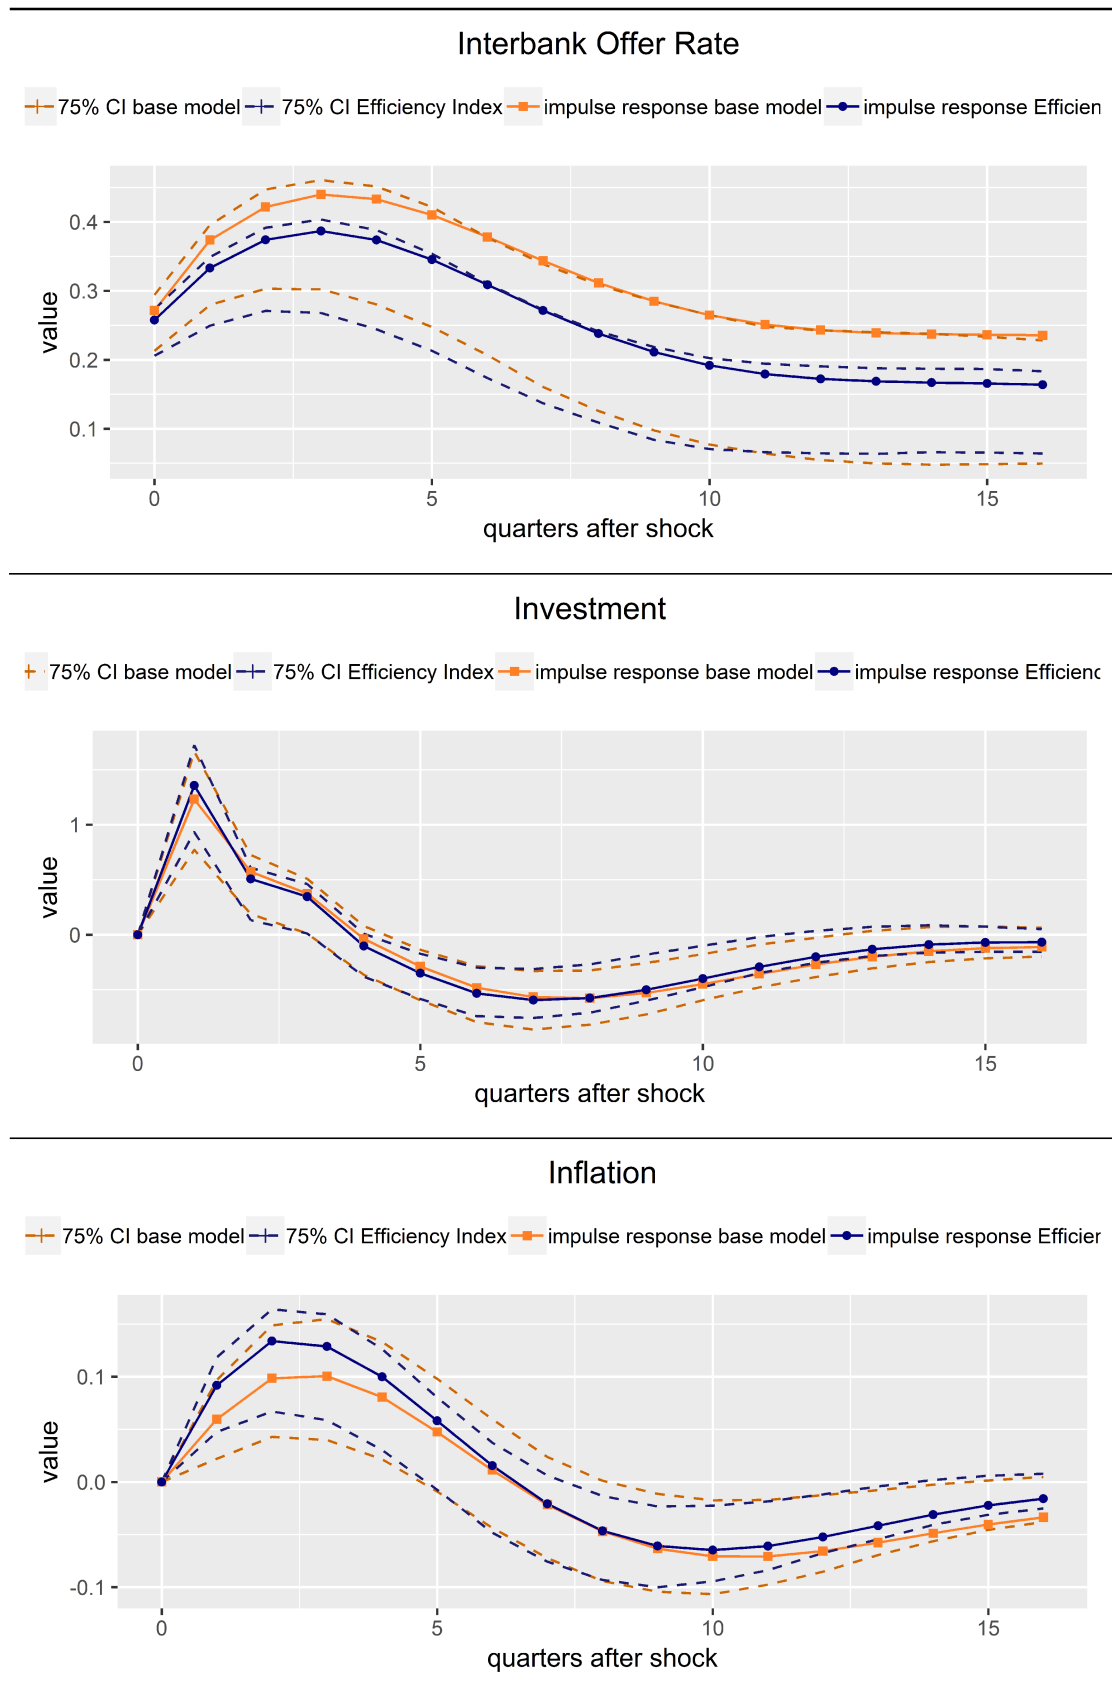 Interbank Offer Rate
75% CI base model 75% CI Efficiency Index impulse response base model impulse response Efficien
0.4
0.3
0.2
0.1
value
0 5 10 15
quarters after shock
Investment
75% CI base model 75% CI Efficiency Index impulse response base model impulse response Efficienc
1
0
value
0 5 10 15
quarters after shock
Inflation
75% CI base model 75% CI Efficiency Index impulse response base model impulse response Efficien
0.1
0.0
-0.1
value
0 5 10 15
quarters after shock